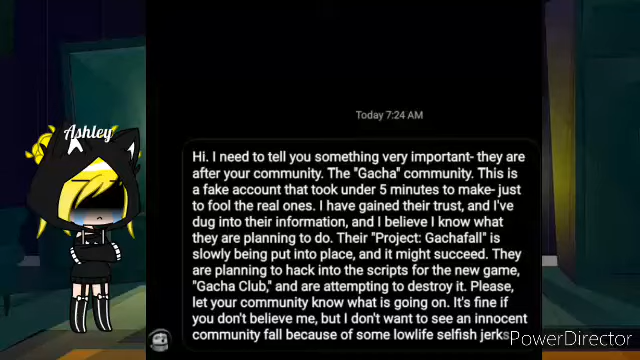 Ashley
Today 7:24 AM
Hi. I need to tell you something very important- they are
after your community. The "Gacha" community. This is
a fake account that took under 5 minutes to make- just
to fool the real ones. I have gained their trust, and I've
dug into their information, and I believe I know what
they are planning to do. Their "Project: Gachafall" is
slowly being put into place, and it might succeed. They
are planning to hack into the scripts for the new game,
"Gacha Club," and are attempting to destroy it. Please,
let your community know what is going on. It's fine if
you don't believe me, but I don't want to see an innocent
community fall because of some lowlife selfish jerks
PowerDirector